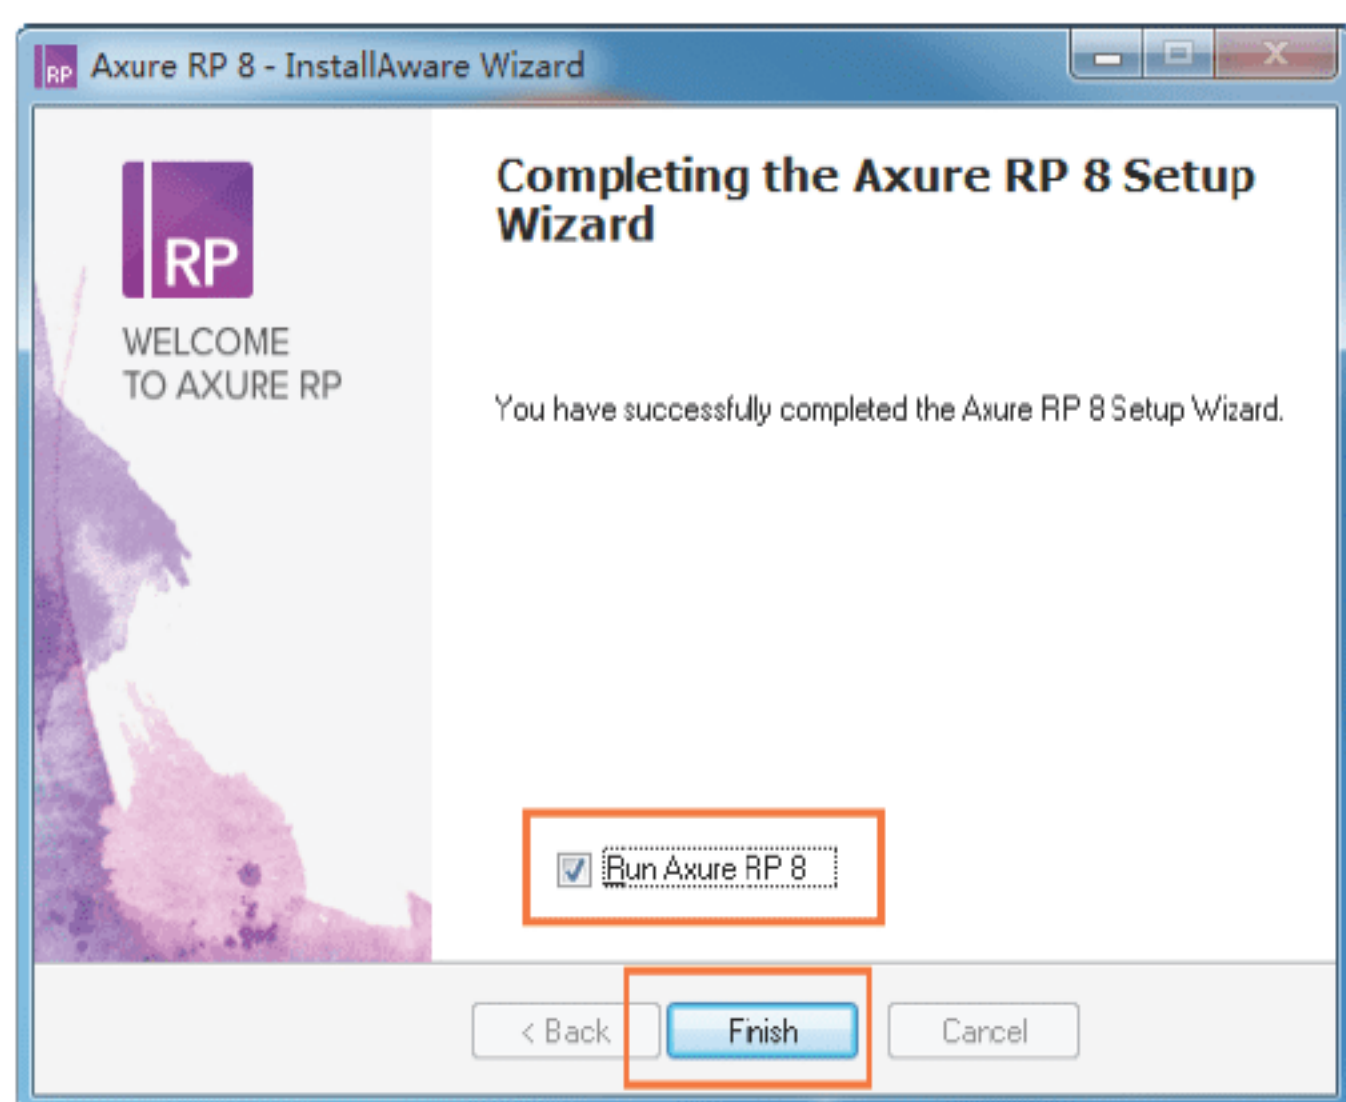 RP Axure RP 8 - InstallAware Wizard
RP
WELCOME
TO AXURE RP
Completing the Axure RP 8 Setup
Wizard
You have successfully completed the Axure RP 8 Setup Wizard.
Run Axure RP 8
< Back Finish Cancel